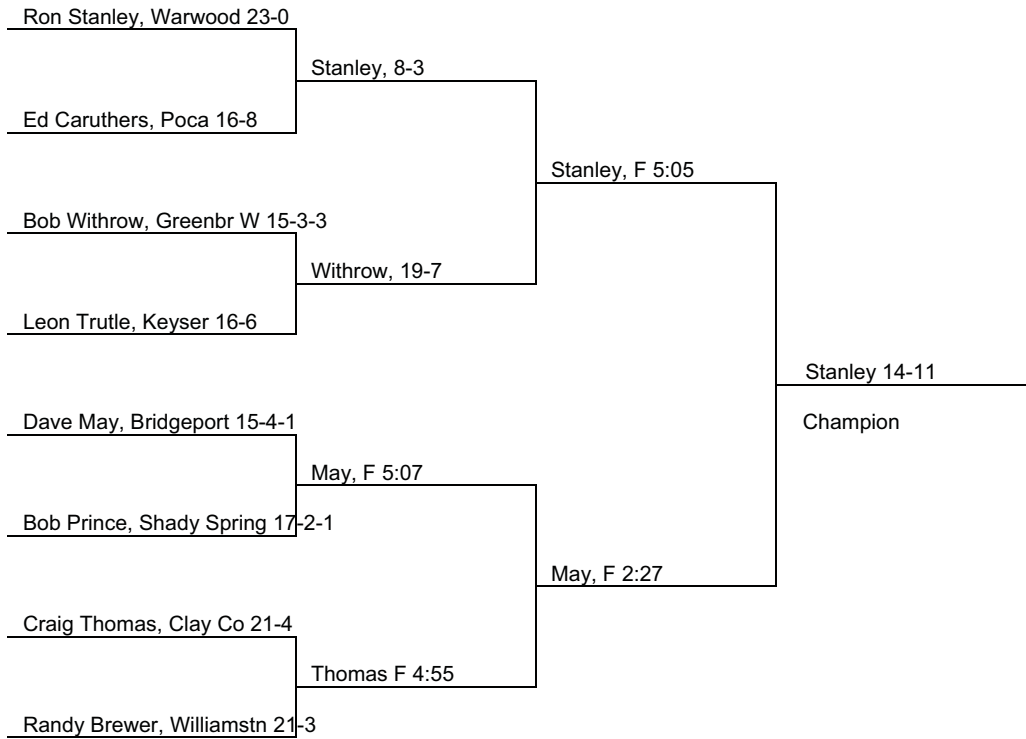 Ron Stanley, Warwood 23-0
Stanley, 8-3
Ed Caruthers, Poca 16-8
Stanley, F 5:05
Bob Withrow, Greenbr W 15-3-3
Withrow, 19-7
Leon Trutle, Keyser 16-6
Stanley 14-11
Dave May, Bridgeport 15-4-1
Champion
May, F 5:07
Bob Prince, Shady Spring 17-2-1
May, F 2:27
Craig Thomas, Clay Co 21-4
Thomas F 4:55
Randy Brewer, Williamstn 21-3